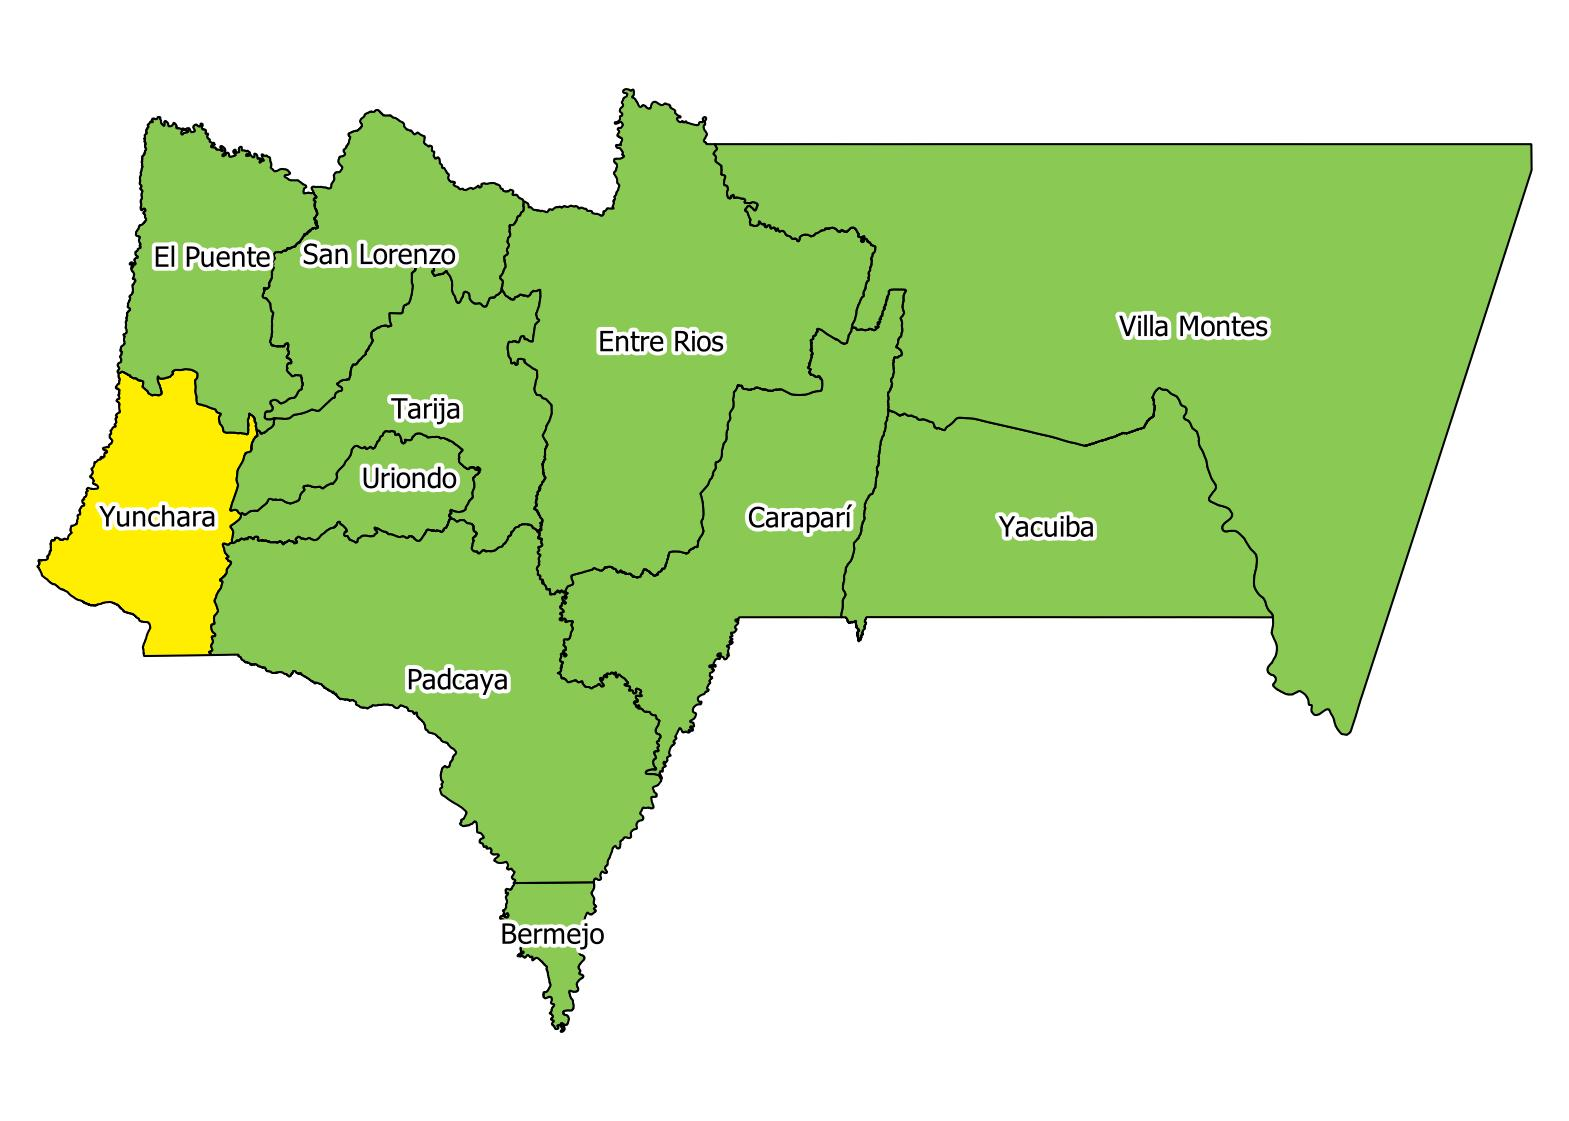 El Puente
San Lorenzo
Villa Montes
Entre Rios
Tarija
Uriondo
Yunchara
Caraparí
Yacuiba
Padcaya
Bermejo